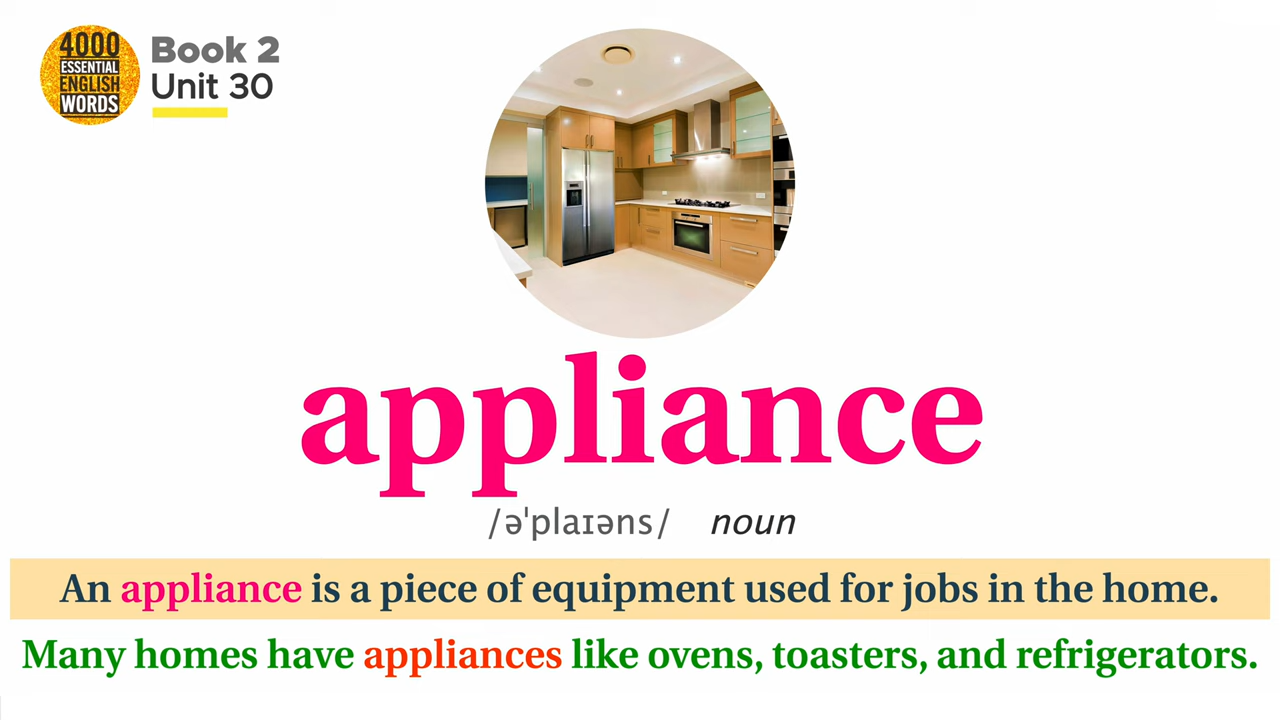 4000
ESSENTIAL
ENGLISH
WORDS
Book 2
Unit 30
appliance
/ə'plaɪəns/ noun
An appliance is a piece of equipment used for jobs in the home.
Many homes have appliances like ovens, toasters, and refrigerators.